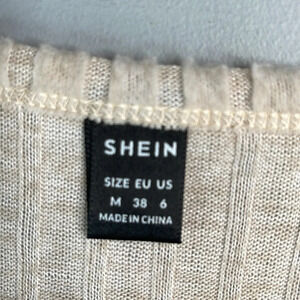 SHEIN
SIZE EU US
M 38 6
MADE IN CHINA